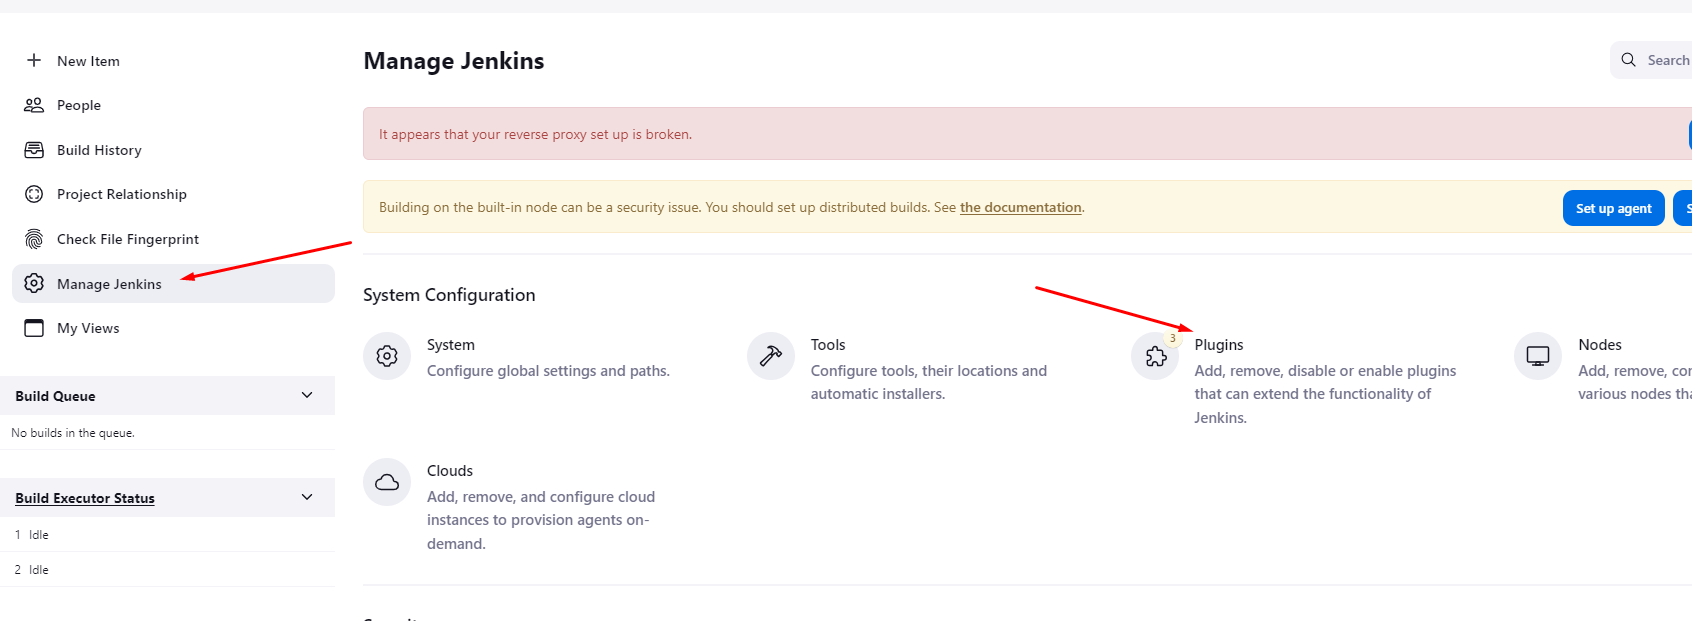 New Item
People
Build History
Project Relationship
Check File Fingerprint
Manage Jenkins
My Views
Build Queue
No builds in the queue.
Build Executor Status
1 Idle
2 Idle
Manage Jenkins
Search
It appears that your reverse proxy set up is broken.
Building on the built-in node can be a security issue. You should set up distributed builds. See the documentation.
Set up agent
System Configuration
System
Configure global settings and paths.
Tools
Configure tools, their locations and
automatic installers.
3
Plugins
Add, remove, disable or enable plugins
that can extend the functionality of
Jenkins.
Nodes
Add, remove,
various nodes
Clouds
Add, remove, and configure cloud
instances to provision agents on-
demand.